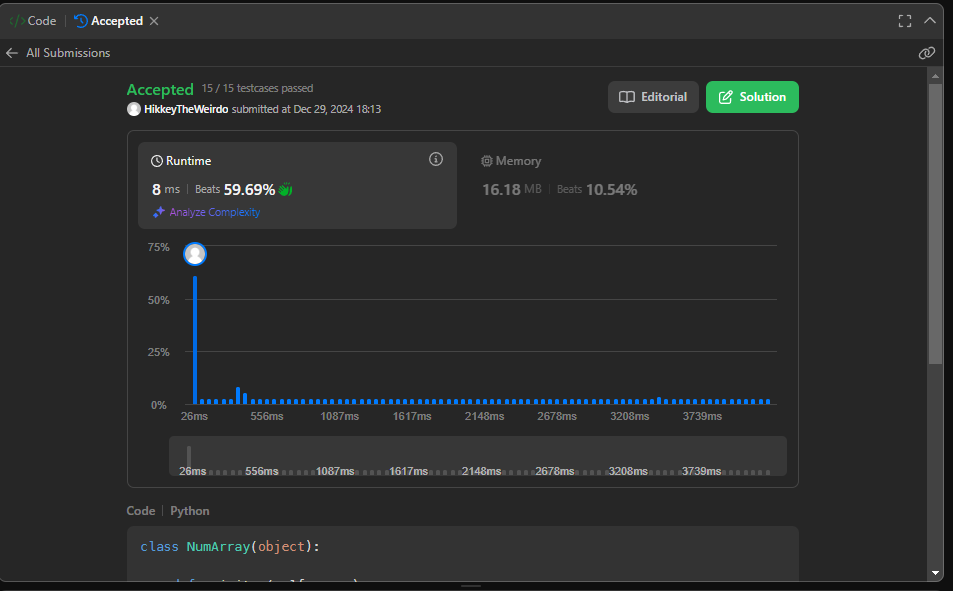 </> Code | Accepted ×
All Submissions
Accepted 15 / 15 testcases passed
HikkeyTheWeirdo submitted at Dec 29, 2024 18:13
Editorial
Solution
Runtime
8 ms | Beats 59.69%
Analyze Complexity
Memory
16.18 MB | Beats 10.54%
75%
50%
25%
0%
26ms 556ms 1087ms 1617ms 2148ms 2678ms 3208ms 3739ms
26ms 556ms 1087ms 1617ms 2148ms 2678ms 3208ms 3739ms
Code | Python
class NumArray(object):